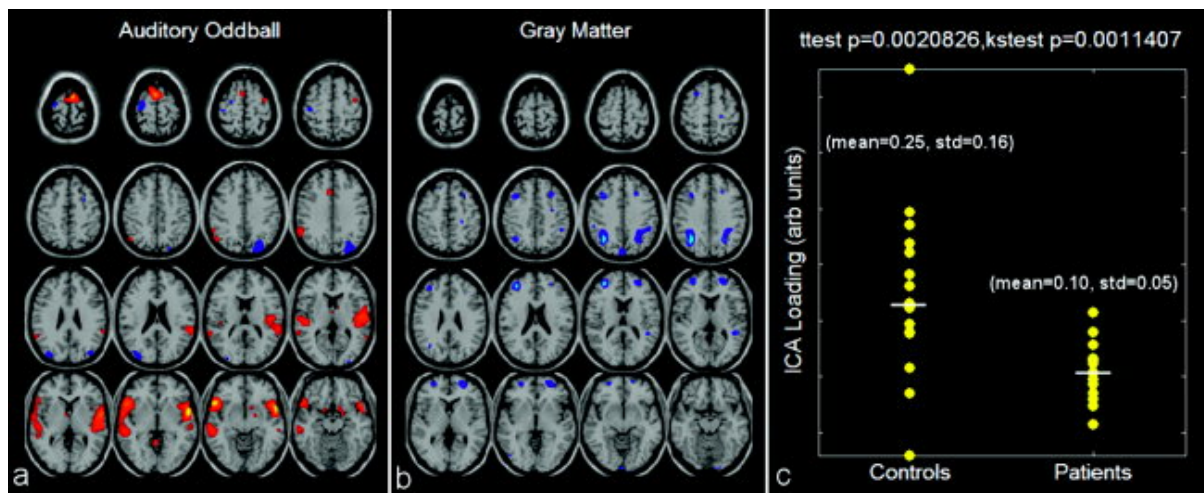 Auditory Oddball
a
Gray Matter
b
ttest p=0.0020826,kstest p=0.0011407
(mean=0.25, std=0.16)
(mean=0.10, std=0.05)
ICA Loading (arb units)
Controls
Patients
c